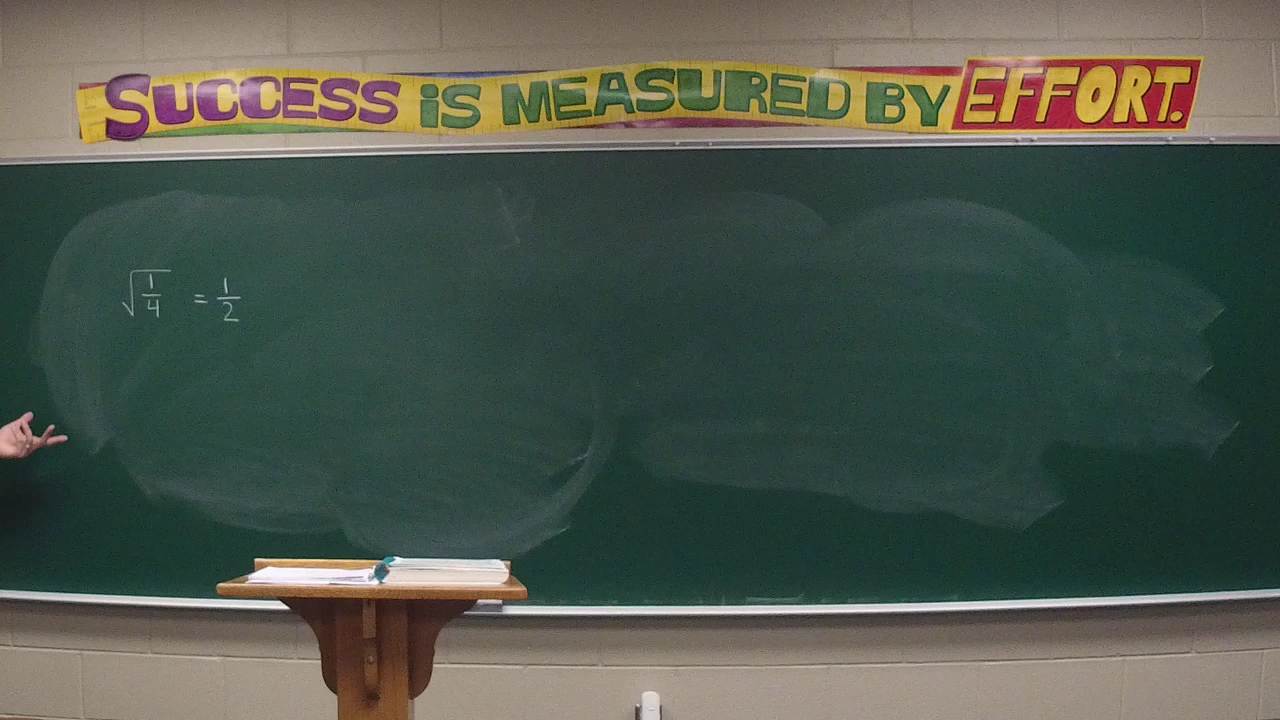 SUCCESS iS MEASURED BY EFFORT.
√(1/4) = 1/2